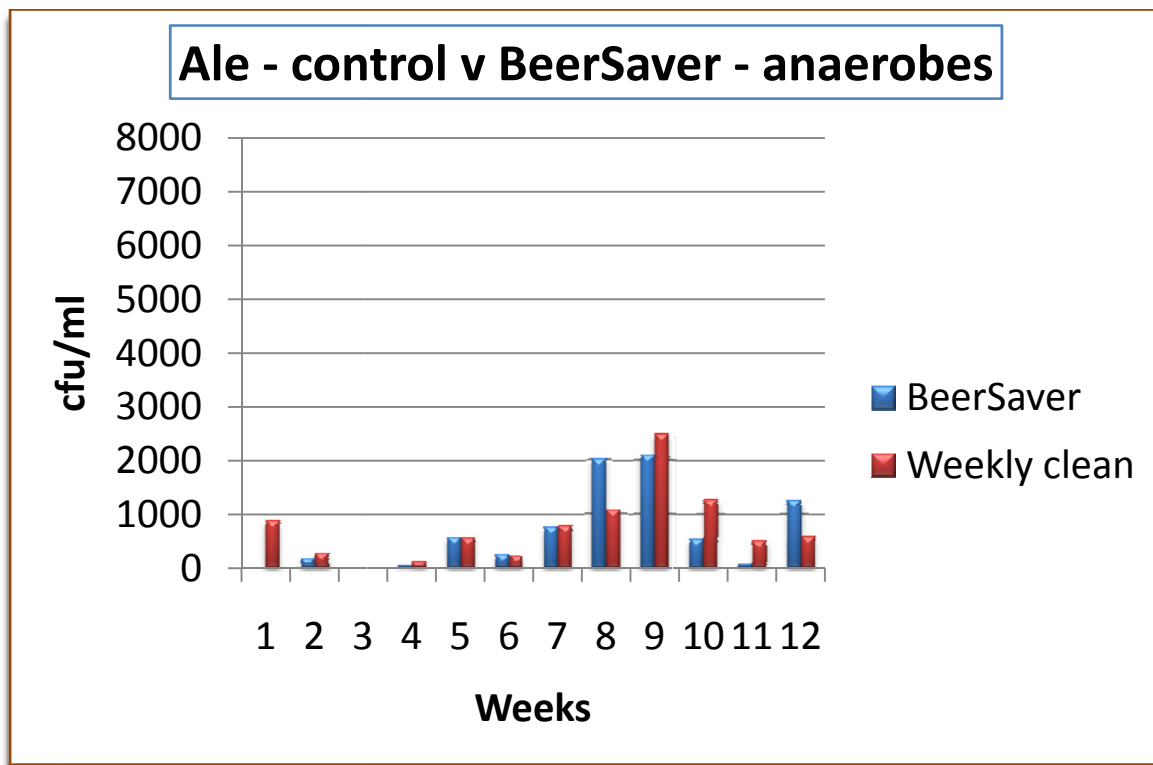 Ale - control v BeerSaver - anaerobes
8000
7000
6000
5000
4000
3000
2000
1000
0
cfu/ml
BeerSaver
Weekly clean
1 2 3 4 5 6 7 8 9 10 11 12
Weeks